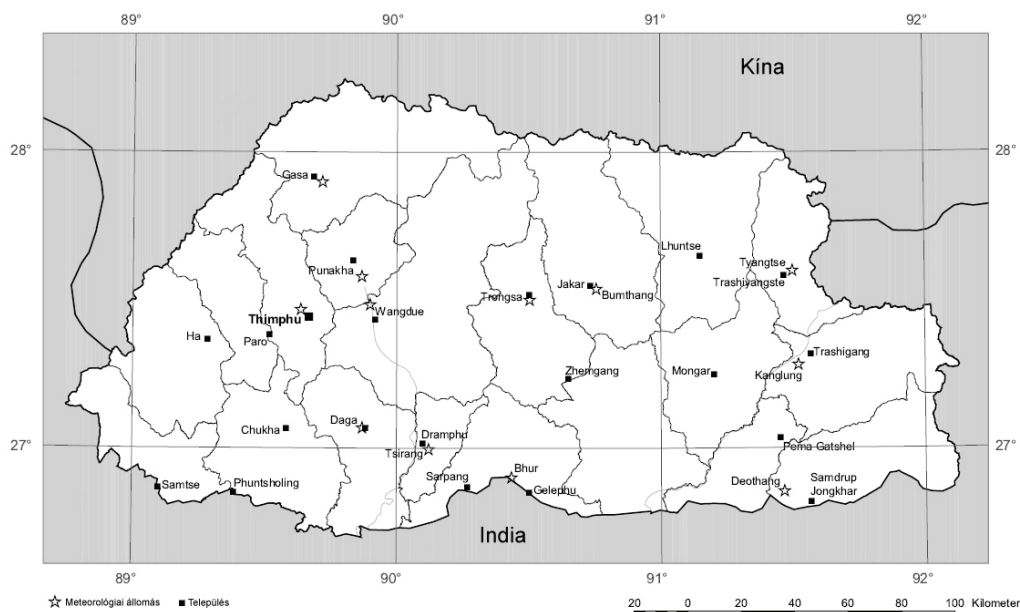 89°
90°
91°
92°
Kína
28°
28°
Gasa
Lhuntse
Tyangtse
Punakha
Jakar
Trashiyangste
Trongsa
Bumthang
Wangdue
Thimphu
Ha
Paro
Trashigang
Zhemgang
Mongar
Kanglung
Daga
Chukha
Dramphu
27°
27°
Tsirang
Pema Gatshel
Bhur
Samdrup
Jongkhar
Sarpang
Deothang
Samtse
Phuntsholing
Gelephu
India
89°
90°
91°
92°
Meteorológiai állomás
Település
20 0 20 40 60 80 100 Kilometer